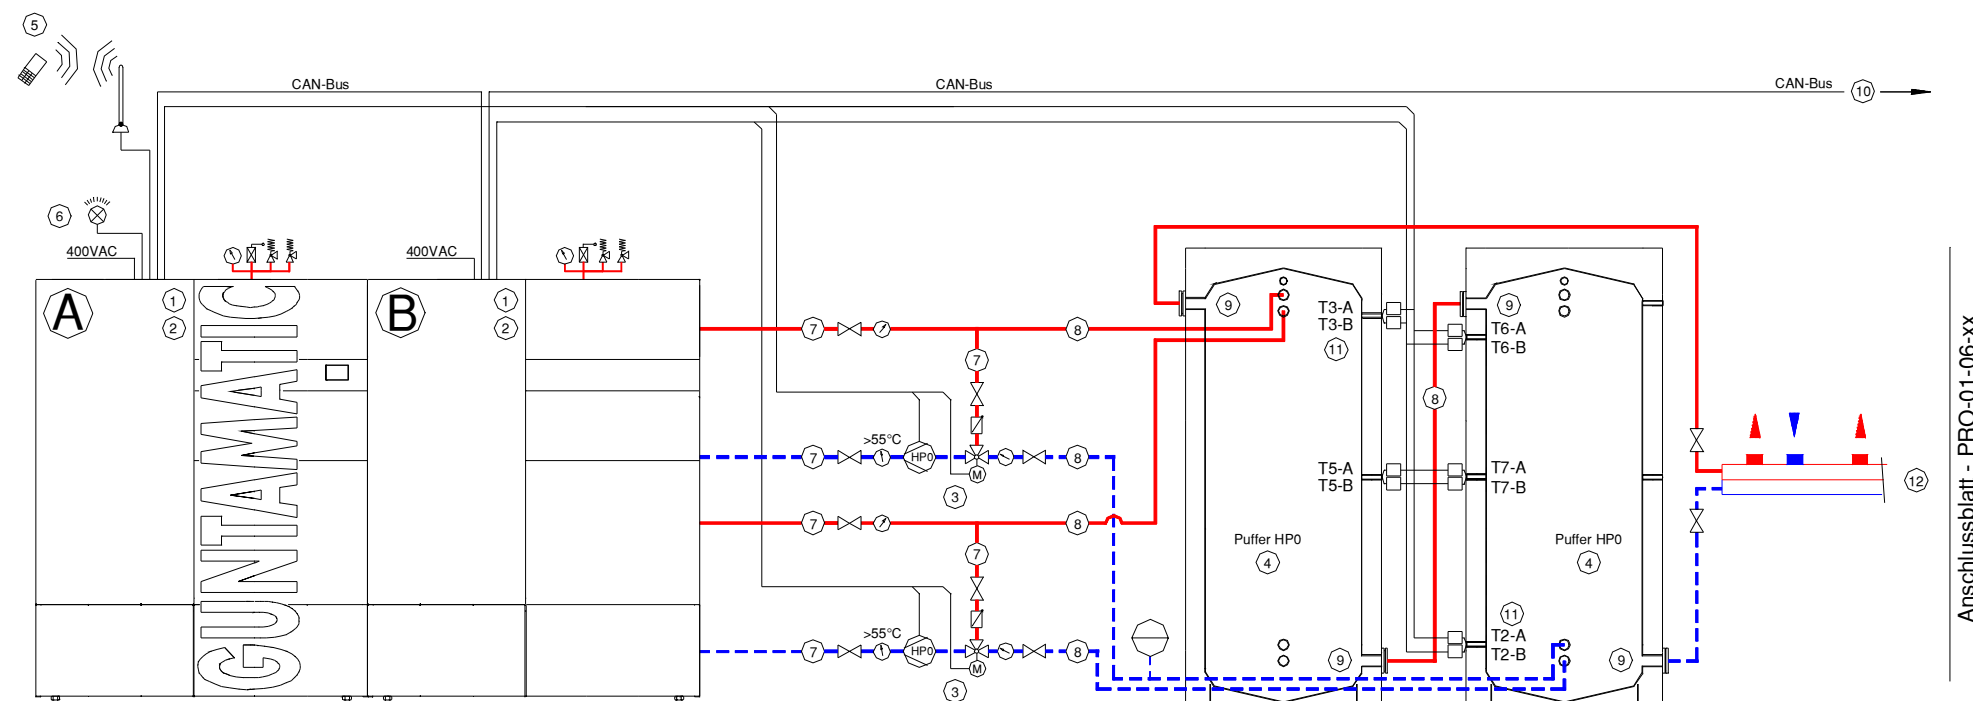 5
CAN-Bus
CAN-Bus
CAN-Bus
10
6
400VAC
400VAC
A
1
2
B
1
2
GUNTAMATIC
7
8
7
>55°C
7
HP0
M
8
3
7
8
7
>55°C
7
HP0
M
8
3
9
T3-A
T3-B
11
T5-A
T5-B
Puffer HP0
4
9
8
9
T6-A
T6-B
T7-A
T7-B
Puffer HP0
4
11
T2-A
T2-B
9
12
Anschlussblatt - PRO-01-06-xx